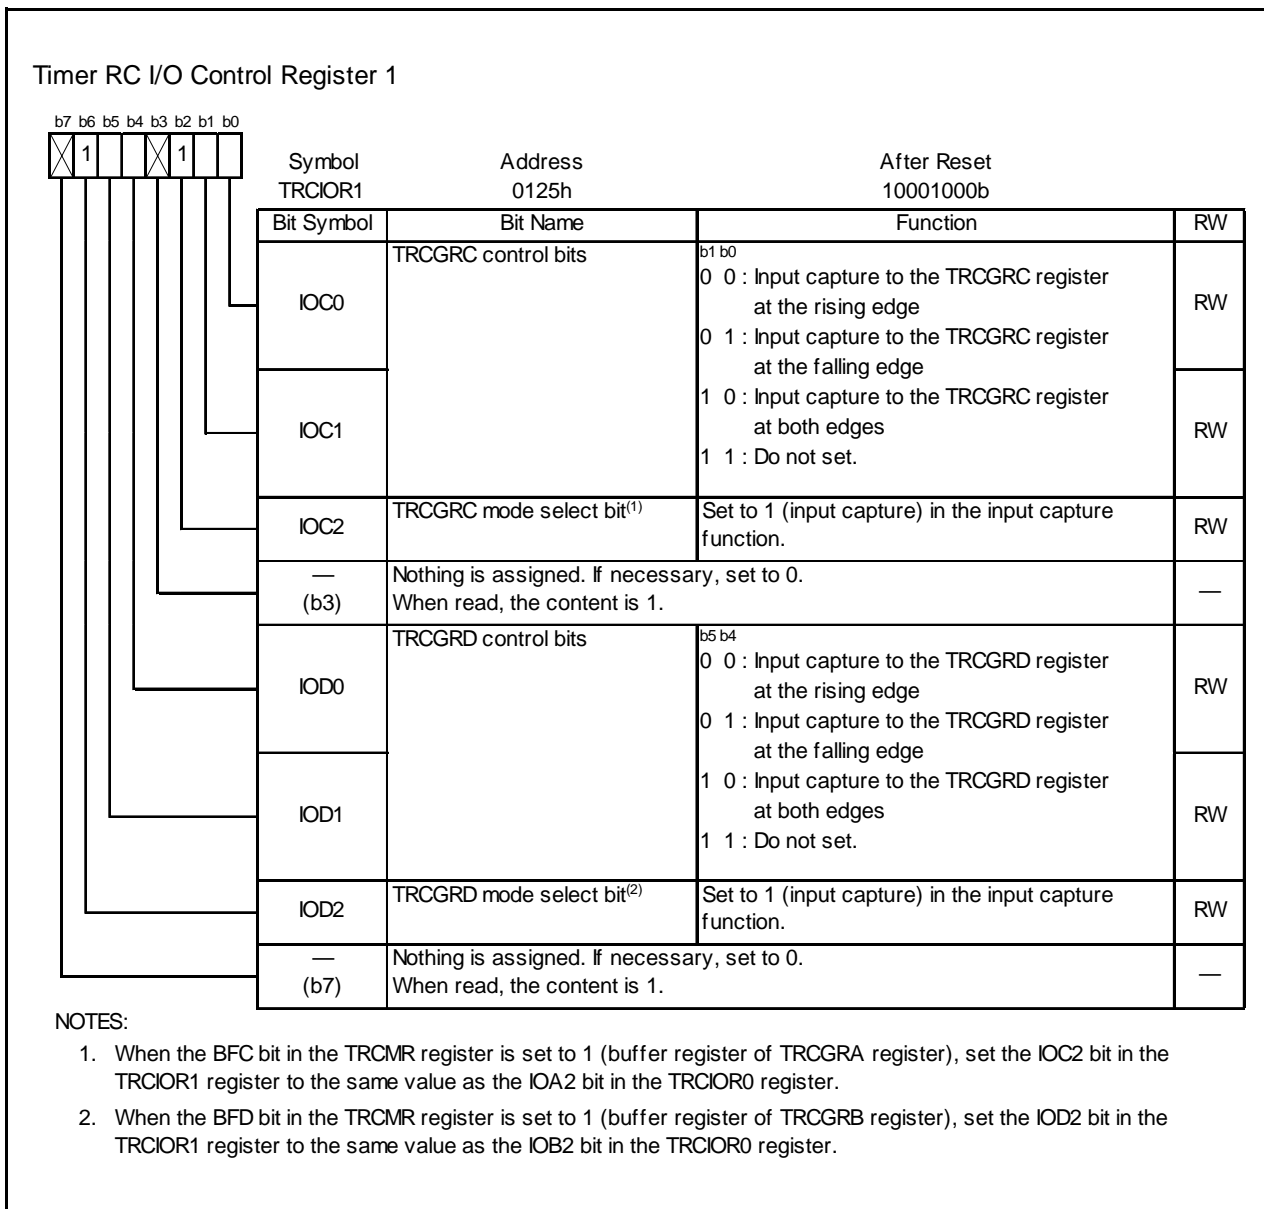 Timer RC I/O Control Register 1
b7 b6 b5 b4 b3 b2 b1 b0
1 1
Symbol Address After Reset
TRCIOR1 0125h 10001000b
Bit Symbol Bit Name Function RW
IOC0 TRCGRC control bits b1 b0
0 0 : Input capture to the TRCGRC register
at the rising edge RW
0 1 : Input capture to the TRCGRC register
at the falling edge
IOC1 1 0 : Input capture to the TRCGRC register
at both edges RW
1 1 : Do not set.
IOC2 TRCGRC mode select bit(1) Set to 1 (input capture) in the input capture
function. RW
— Nothing is assigned. If necessary, set to 0.
(b3) When read, the content is 1. —
TRCGRD control bits b5 b4
0 0 : Input capture to the TRCGRD register
IOD0 at the rising edge RW
0 1 : Input capture to the TRCGRD register
at the falling edge
1 0 : Input capture to the TRCGRD register
IOD1 at both edges RW
1 1 : Do not set.
IOD2 TRCGRD mode select bit(2) Set to 1 (input capture) in the input capture
function. RW
— Nothing is assigned. If necessary, set to 0.
(b7) When read, the content is 1. —
NOTES:
1. When the BFC bit in the TRCMR register is set to 1 (buffer register of TRCGRA register), set the IOC2 bit in the
TRCIOR1 register to the same value as the IOA2 bit in the TRCIOR0 register.
2. When the BFD bit in the TRCMR register is set to 1 (buffer register of TRCGRB register), set the IOD2 bit in the
TRCIOR1 register to the same value as the IOB2 bit in the TRCIOR0 register.